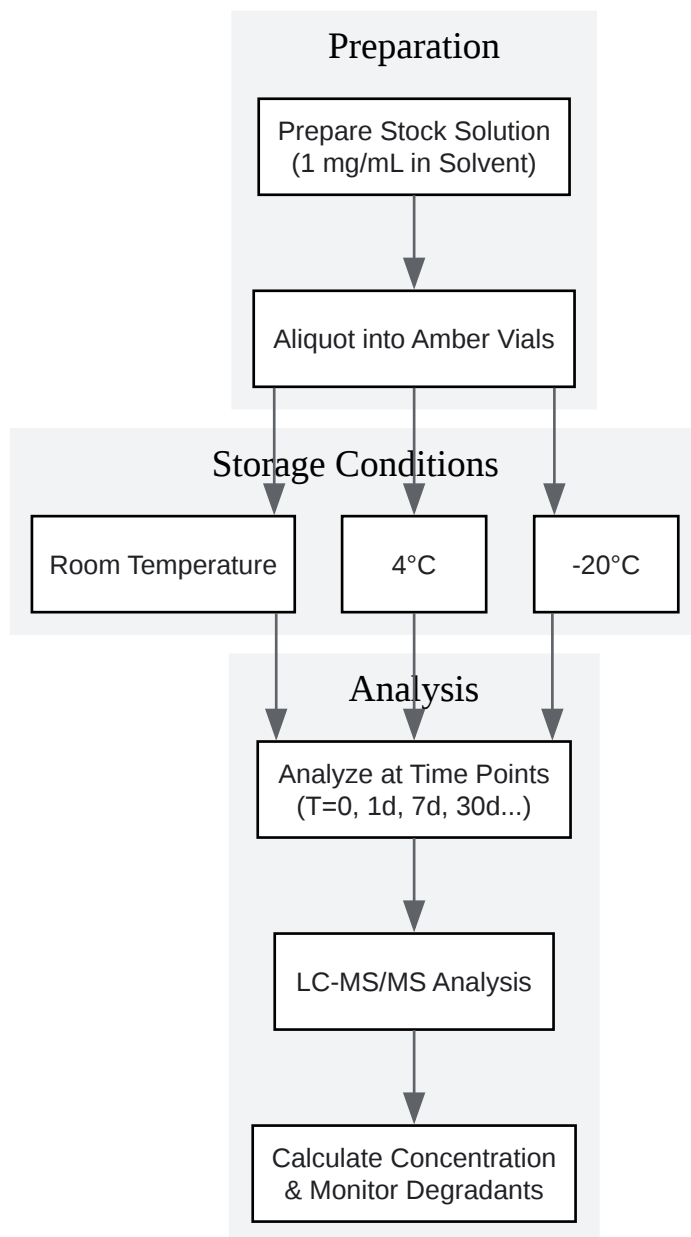 Preparation
Prepare Stock Solution
(1 mg/mL in Solvent)
Aliquot into Amber Vials
Storage Conditions
Room Temperature
4°C
-20°C
Analysis
Analyze at Time Points
(T=0, 1d, 7d, 30d...)
LC-MS/MS Analysis
Calculate Concentration
& Monitor Degradants